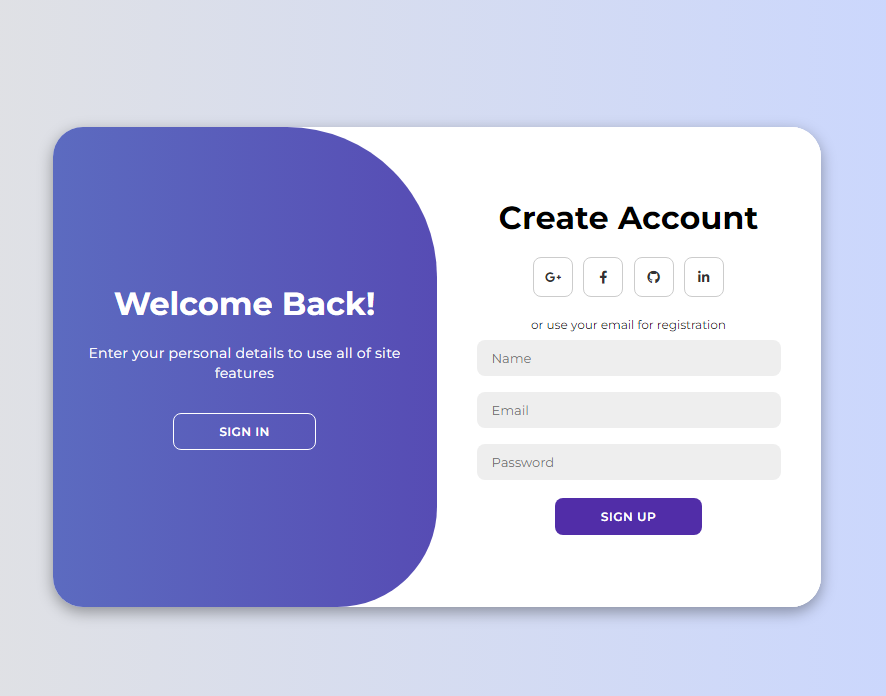 Welcome Back!
Enter your personal details to use all of site
features
SIGN IN
Create Account
G+
f
in
or use your email for registration
Name
Email
Password
SIGN UP